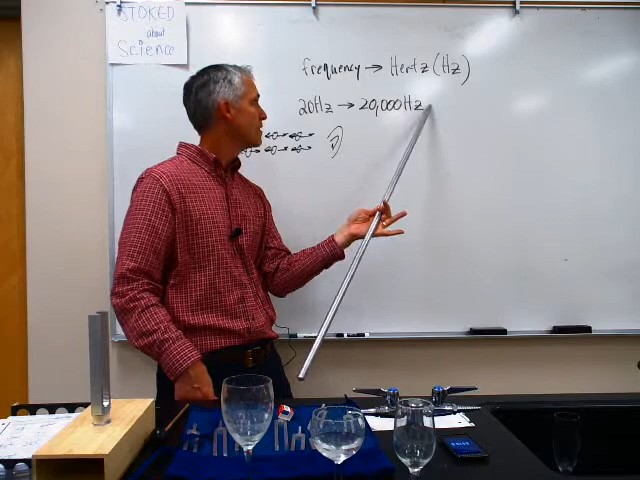 STOKED
about
Science
frequency → Hertz (Hz)
20Hz → 20,000Hz